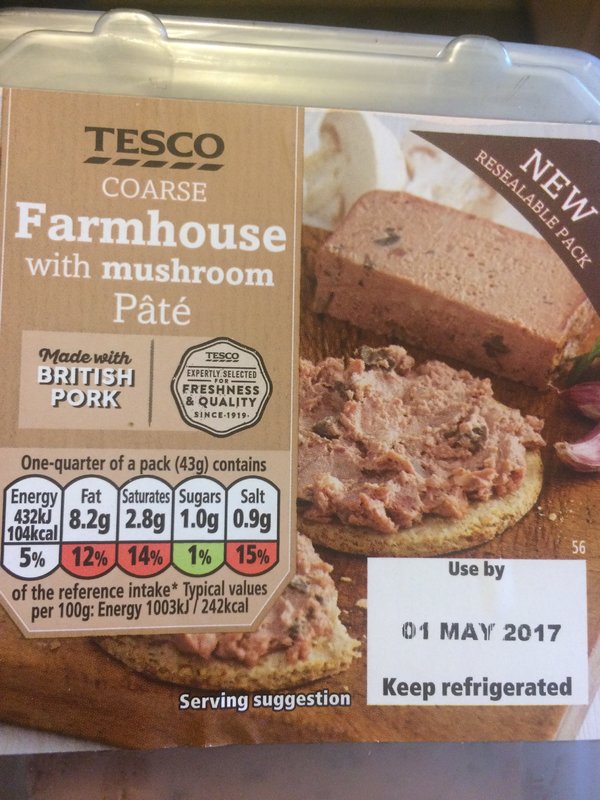 TESCO
COARSE
Farmhouse
with mushroom
Pâté
Made with
BRITISH
PORK
TESCO
EXPERTLY SELECTED
FOR
FRESHNESS
& QUALITY
SINCE·1919·
NEW
RESEALABLE PACK
One-quarter of a pack (43g) contains
Energy Fat Saturates Sugars Salt
432kJ 8.2g 2.8g 1.0g 0.9g
104kcal
5% 12% 14% 1% 15%
of the reference intake* Typical values
per 100g: Energy 1003kJ / 242kcal
56
Use by
01 MAY 2017
Keep refrigerated
Serving suggestion